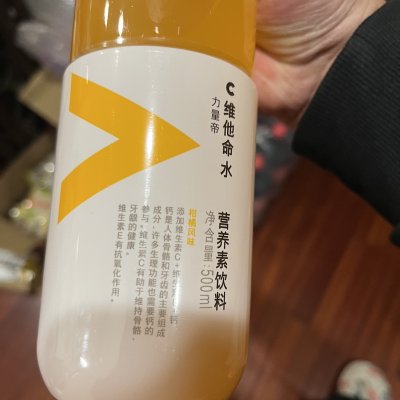 C维他命水
力量帝
营养素饮料
净含量:500ml
柑橘风味
添加维生素C+维生 钙
钙是人体骨骼和牙齿的主要组成
成分,许多生理功能也需要钙的
参与。维生素C有助于维持骨骼、
牙龈的健康。
维生素E有抗氧化作用。